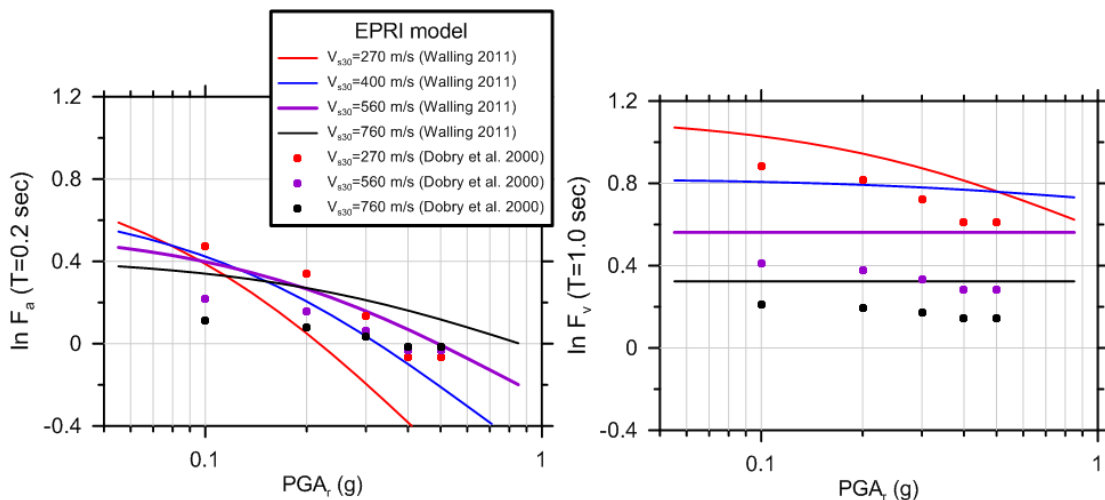 EPRI model
Vs30=270 m/s (Walling 2011)
Vs30=400 m/s (Walling 2011)
Vs30=560 m/s (Walling 2011)
Vs30=760 m/s (Walling 2011)
Vs30=270 m/s (Dobry et al. 2000)
Vs30=560 m/s (Dobry et al. 2000)
Vs30=760 m/s (Dobry et al. 2000)
ln Fa (T=0.2 sec)
1.2
0.8
0.4
0
-0.4
0.1
1
PGAr (g)
ln Fv (T=1.0 sec)
1.2
0.8
0.4
0
-0.4
0.1
1
PGAr (g)